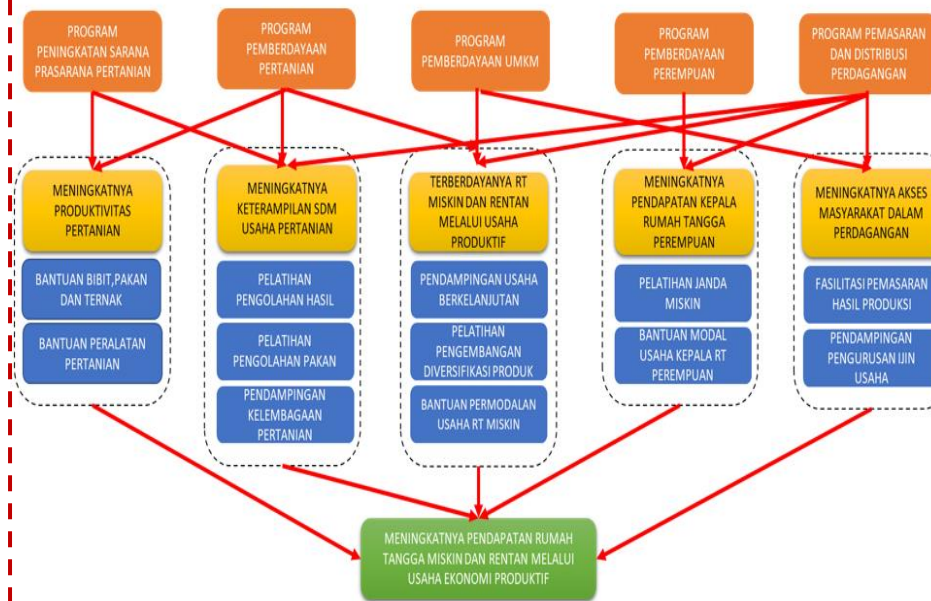 PROGRAM
PENINGKATAN SARANA
PRASARANA PERTANIAN
PROGRAM
PEMBERDAYAAN
PERTANIAN
PROGRAM
PEMBERDAYAAN UMKM
PROGRAM
PEMBERDAYAAN
PEREMPUAN
PROGRAM PEMASARAN
DAN DISTRIBUSI
PERDAGANGAN
MENINGKATNYA
PRODUKTIVITAS
PERTANIAN
BANTUAN BIBIT,PAKAN
DAN TERNAK
BANTUAN PERALATAN
PERTANIAN
MENINGKATNYA
KETERAMPILAN SDM
USAHA PERTANIAN
PELATIHAN
PENGOLAHAN HASIL
PELATIHAN
PENGOLAHAN PAKAN
PENDAMPINGAN
KELEMBAGAAN
PERTANIAN
TERBERDAYANYA RT
MISKIN DAN RENTAN
MELALUI USAHA
PRODUKTIF
PENDAMPINGAN USAHA
BERKELANJUTAN
PELATIHAN
PENGEMBANGAN
DIVERSIFIKASI PRODUK
BANTUAN PERMODALAN
USAHA RT MISKIN
MENINGKATNYA
PENDAPATAN KEPALA
RUMAH TANGGA
PEREMPUAN
PELATIHAN JANDA
MISKIN
BANTUAN MODAL
USAHA KEPALA RT
PEREMPUAN
MENINGKATNYA AKSES
MASYARAKAT DALAM
PERDAGANGAN
FASILITASI PEMASARAN
HASIL PRODUKSI
PENDAMPINGAN
PENGURUSAN IJIN
USAHA
MENINGKATNYA PENDAPATAN RUMAH
TANGGA MISKIN DAN RENTAN MELALUI
USAHA EKONOMI PRODUKTIF